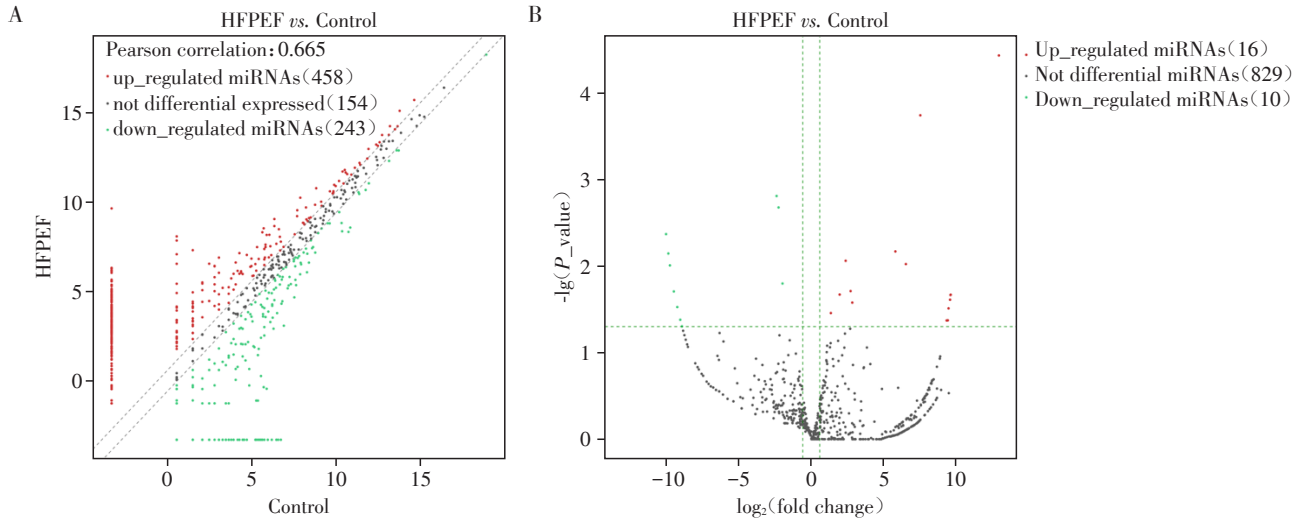 A
HFPEF vs. Control
Pearson correlation:0.665
up_regulated miRNAs(458)
not differential expressed(154)
down_regulated miRNAs(243)
HFPEF
15
10
5
0
0
5
10
15
Control
B
HFPEF vs. Control
Up_regulated miRNAs(16)
Not differential miRNAs(829)
Down_regulated miRNAs(10)
-lg(P_value)
4
3
2
1
0
−10
−5
0
5
10
log₂(fold change)